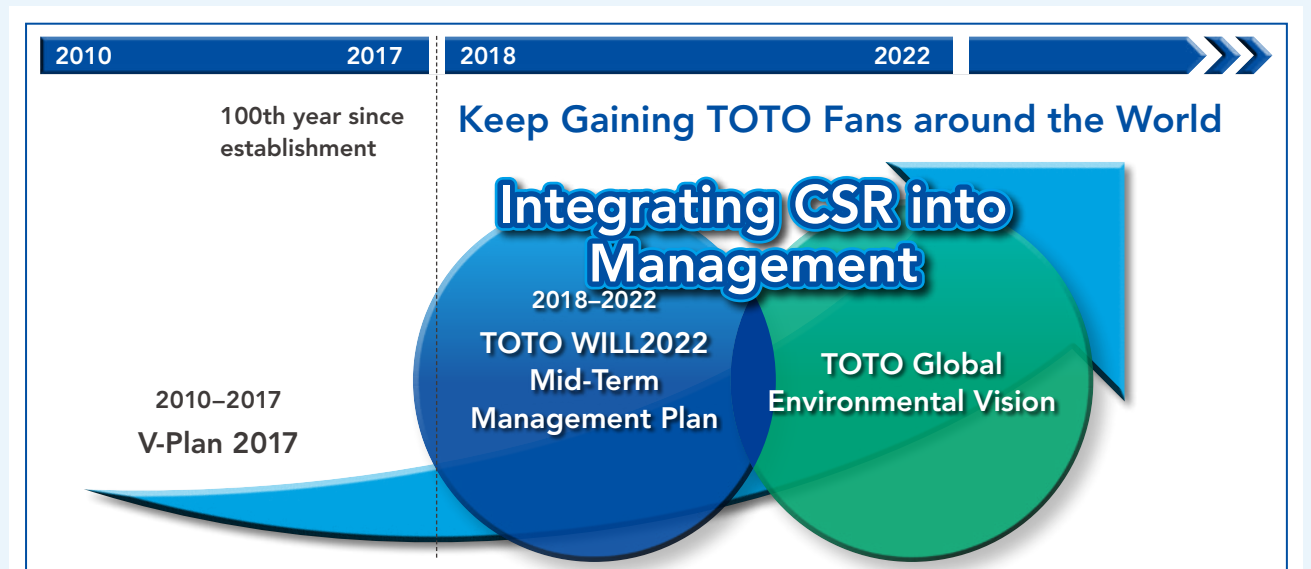 2010 2017 2018 2022
100th year since
establishment
Keep Gaining TOTO Fans around the World
Integrating CSR into
Management
2018–2022
TOTO WILL2022
Mid-Term
Management Plan
TOTO Global
Environmental Vision
2010–2017
V-Plan 2017